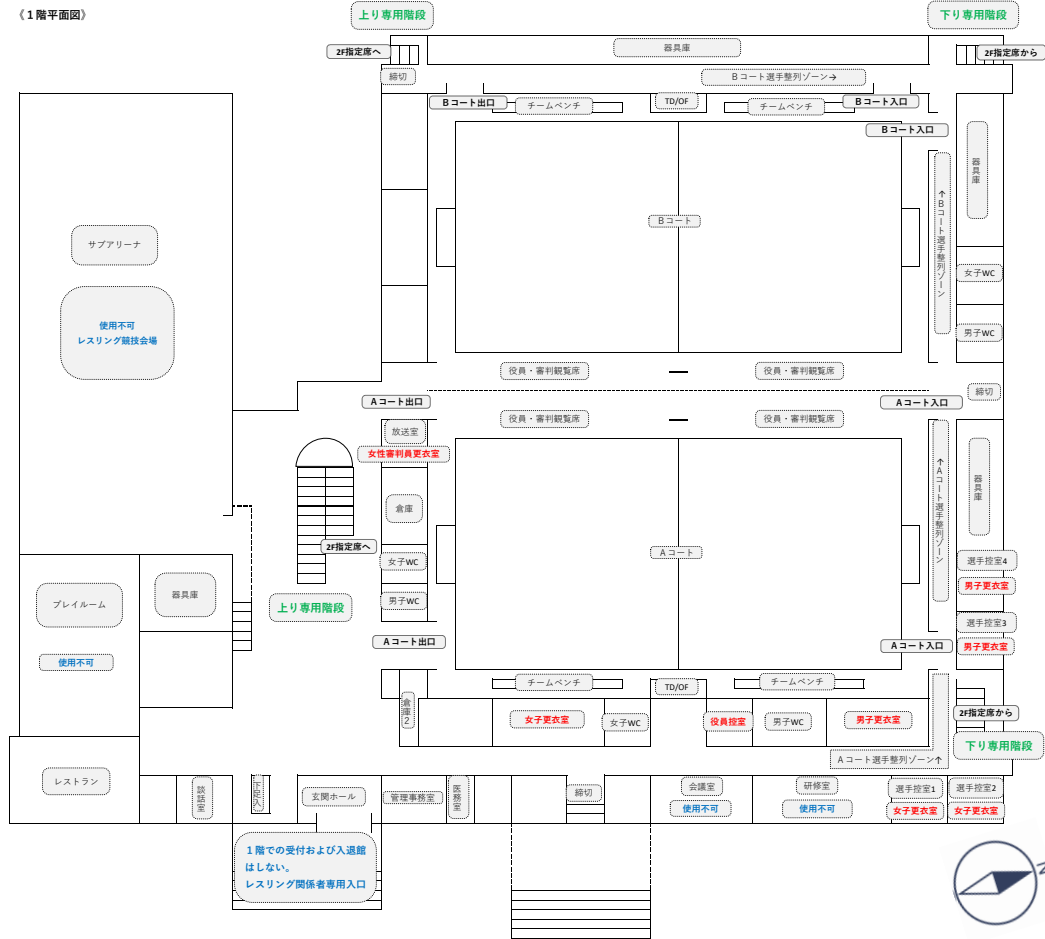 《１階平面図》
上り専用階段
下り専用階段
2F指定席へ
器具庫
2F指定席から
締切
Ｂコート選手整列ゾーン→
Ｂコート出口
チームベンチ
TD/OF
チームベンチ
Ｂコート入口
Ｂコート入口
器具庫
↑Ｂコート選手整列ゾーン
Ｂコート
サブアリーナ
女子WC
使用不可
レスリング競技会場
男子WC
役員・審判観覧席
役員・審判観覧席
締切
Ａコート出口
Ａコート入口
役員・審判観覧席
役員・審判観覧席
放送室
女性審判員更衣室
↑Ａコート選手整列ゾーン
器具庫
倉庫
2F指定席へ
Ａコート
女子WC
選手控室4
男子更衣室
プレイルーム
器具庫
上り専用階段
男子WC
選手控室3
男子更衣室
使用不可
Ａコート出口
Ａコート入口
チームベンチ
TD/OF
チームベンチ
倉庫2
女子更衣室
女子WC
役員控室
男子WC
男子更衣室
2F指定席から
下り専用階段
Ａコート選手整列ゾーン↑
レストラン
談話室
下足入
玄関ホール
管理事務室
医務室
締切
会議室
使用不可
研修室
使用不可
選手控室1
女子更衣室
選手控室2
女子更衣室
１階での受付および入退館
はしない。
レスリング関係者専用入口